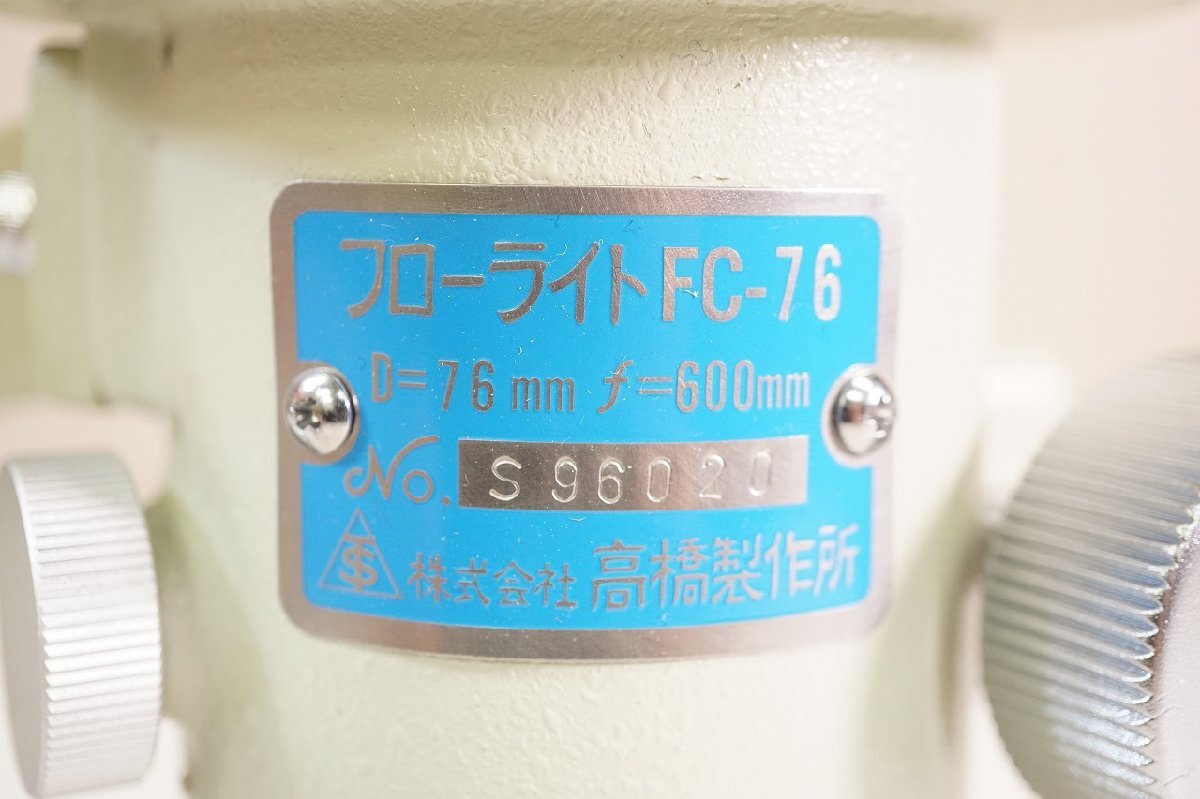 フローライトFC-76
D=76mm f=600mm
No. S96020
TS 株式会社 高橋製作所